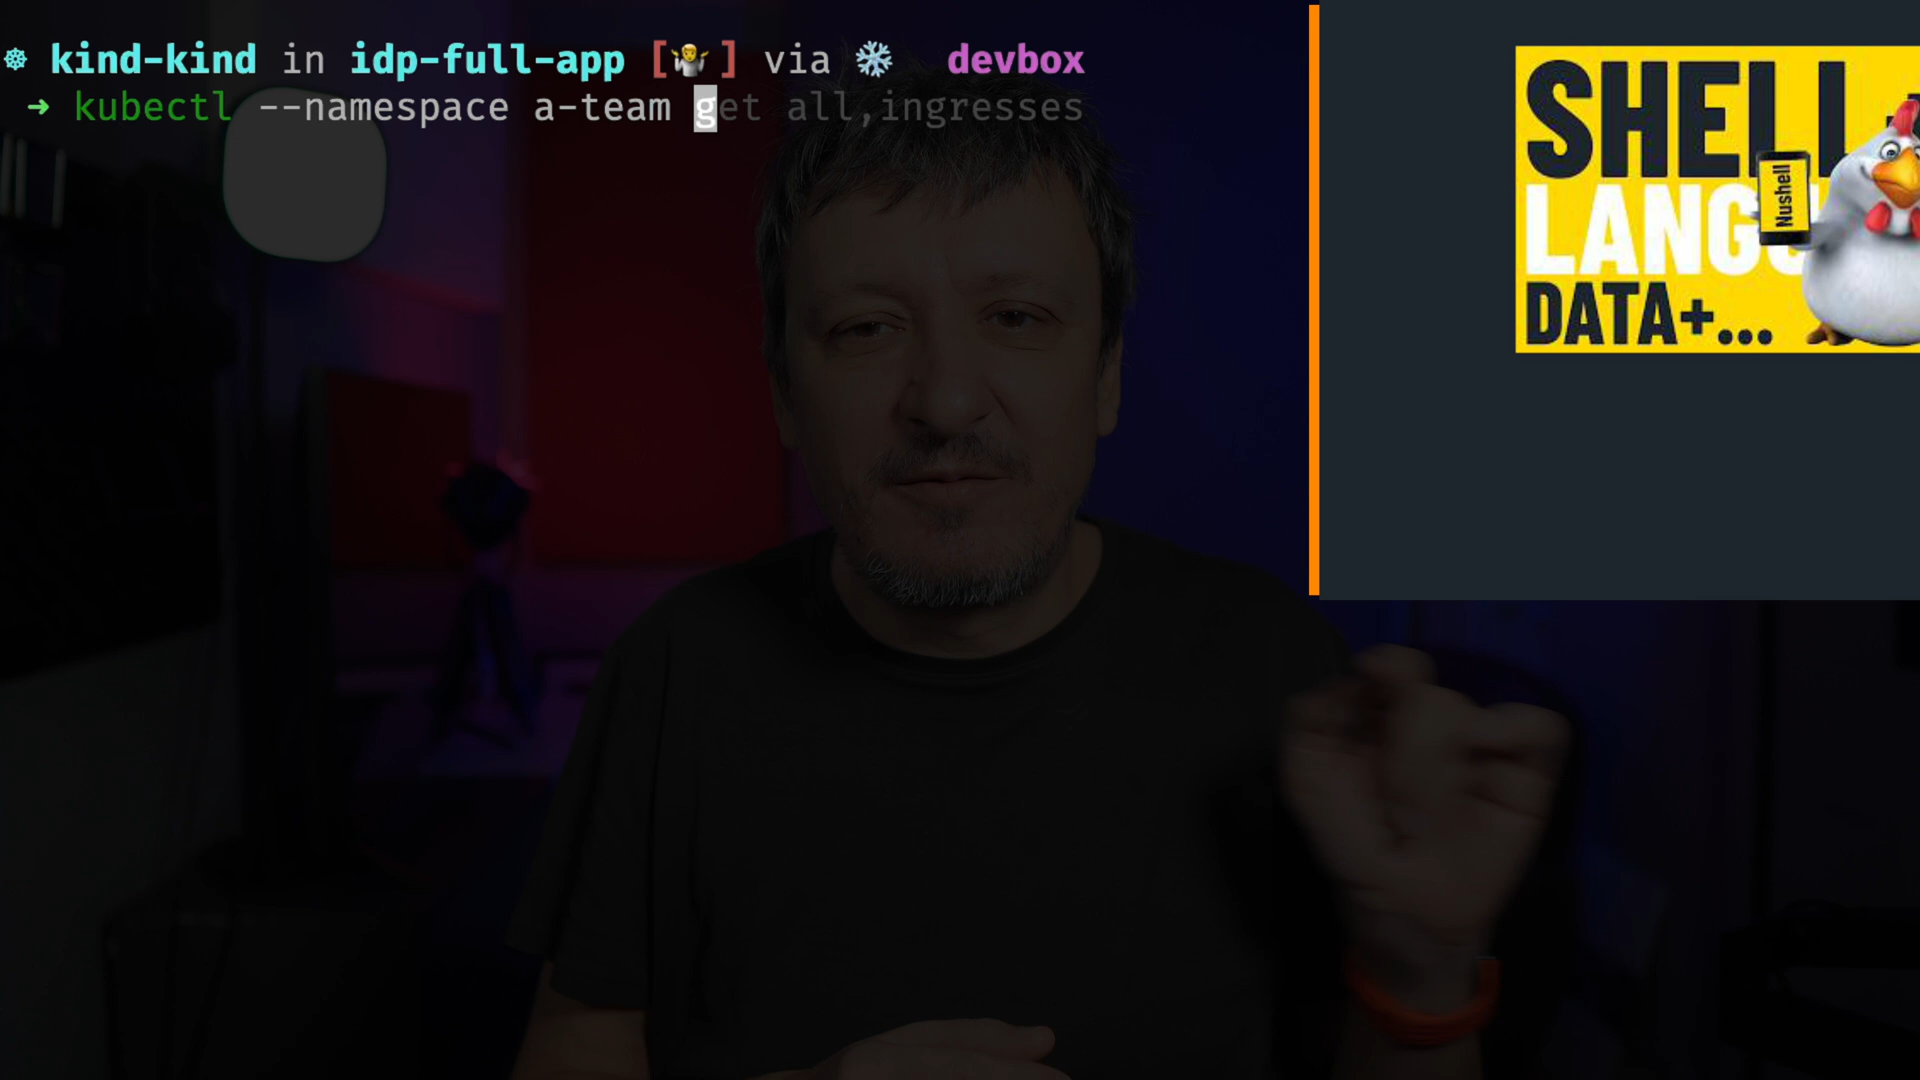 kind-kind in idp-full-app [🤷] via ❄️ devbox
➜ kubectl --namespace a-team get all,ingresses
SHELL
LANG
DATA+...
Nushell